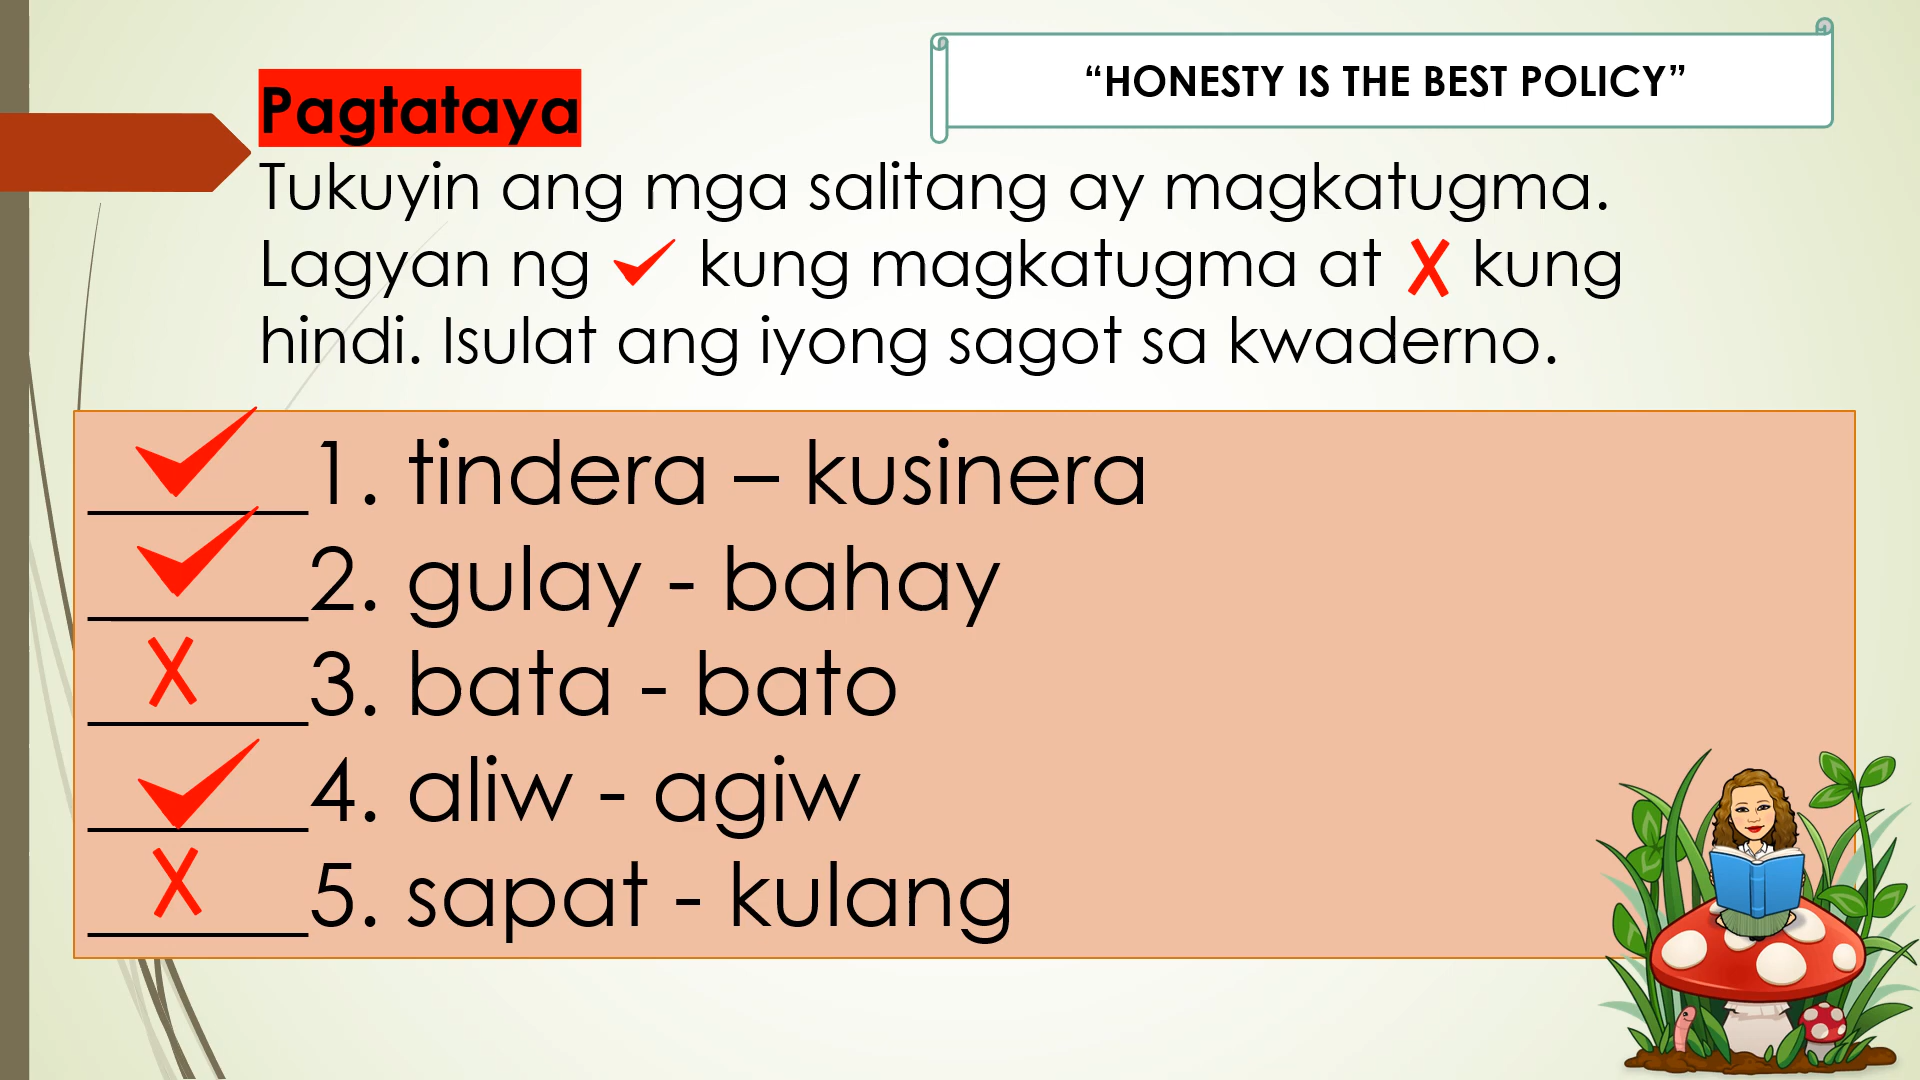 “HONESTY IS THE BEST POLICY”
Pagtataya
Tukuyin ang mga salitang ay magkatugma.
Lagyan ng ✓ kung magkatugma at ✗ kung
hindi. Isulat ang iyong sagot sa kwaderno.
✓ 1. tindera – kusinera
✓ 2. gulay - bahay
✗ 3. bata - bato
✓ 4. aliw - agiw
✗ 5. sapat - kulang